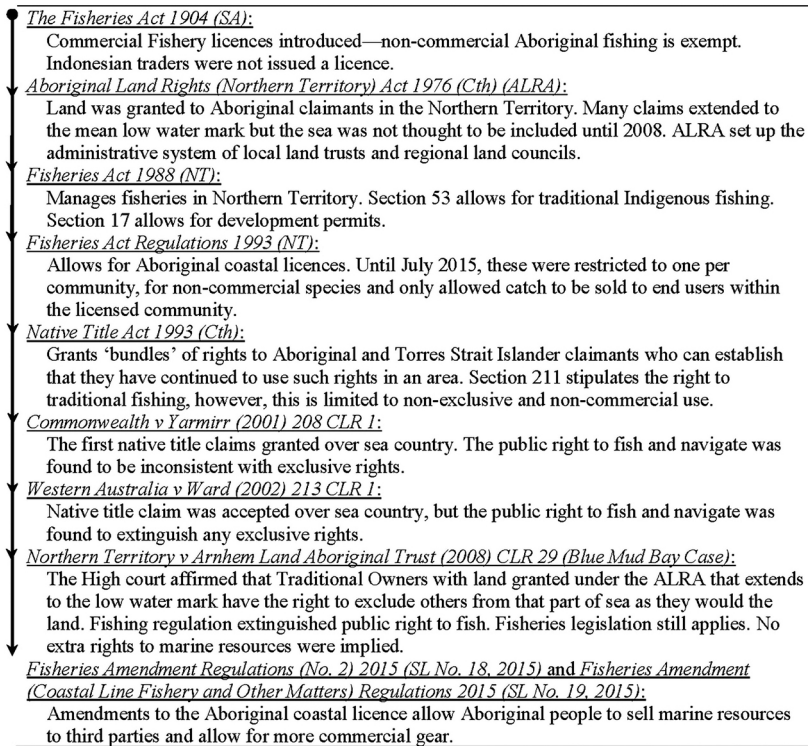 The Fisheries Act 1904 (SA):
Commercial Fishery licences introduced—non-commercial Aboriginal fishing is exempt.
Indonesian traders were not issued a licence.
Aboriginal Land Rights (Northern Territory) Act 1976 (Cth) (ALRA):
Land was granted to Aboriginal claimants in the Northern Territory. Many claims extended
to the mean low water mark but the sea was not thought to be included until 2008. ALRA set up the
administrative system of local land trusts and regional land councils.
Fisheries Act 1988 (NT):
Manages fisheries in Northern Territory. Section 53 allows for traditional Indigenous fishing.
Section 17 allows for development permits.
Fisheries Act Regulations 1993 (NT):
Allows for Aboriginal coastal licences. Until July 2015, these were restricted to one per
community, for non-commercial species and only allowed catch to be sold to end users within
the licensed community.
Native Title Act 1993 (Cth):
Grants ‘bundles’ of rights to Aboriginal and Torres Strait Islander claimants who can establish
that they have continued to use such rights in an area. Section 211 stipulates the right to
traditional fishing, however, this is limited to non-exclusive and non-commercial use.
Commonwealth v Yarmirr (2001) 208 CLR 1:
The first native title claims granted over sea country. The public right to fish and navigate was
found to be inconsistent with exclusive rights.
Western Australia v Ward (2002) 213 CLR 1:
Native title claim was accepted over sea country, but the public right to fish and navigate was
found to extinguish any exclusive rights.
Northern Territory v Arnhem Land Aboriginal Trust (2008) CLR 29 (Blue Mud Bay Case):
The High court affirmed that Traditional Owners with land granted under the ALRA that extends
to the low water mark have the right to exclude others from that part of sea as they would the
land. Fishing regulation extinguished public right to fish. Fisheries legislation still applies. No
extra rights to marine resources were implied.
Fisheries Amendment Regulations (No. 2) 2015 (SL No. 18, 2015) and Fisheries Amendment
(Coastal Line Fishery and Other Matters) Regulations 2015 (SL No. 19, 2015):
Amendments to the Aboriginal coastal licence allow Aboriginal people to sell marine resources
to third parties and allow for more commercial gear.